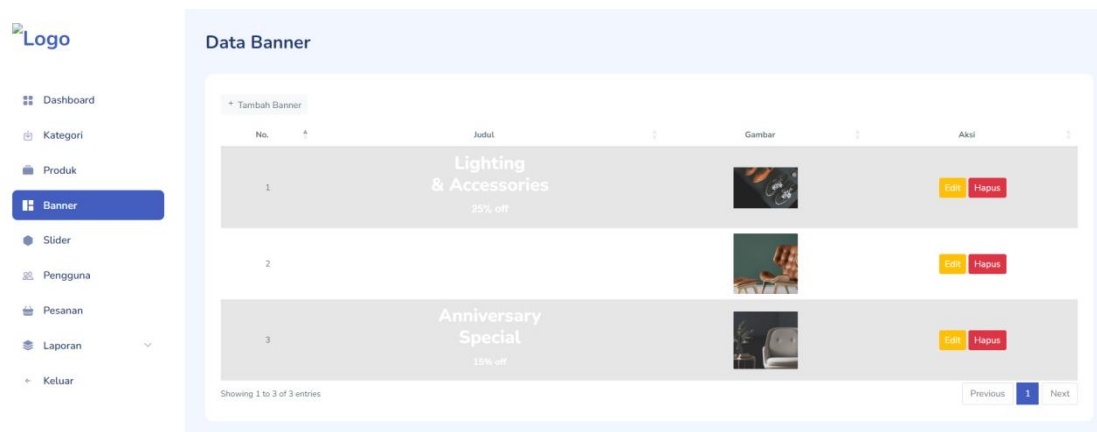 Logo
Data Banner
Dashboard
Kategori
Produk
Banner
Slider
Pengguna
Pesanan
Laporan
Keluar
+ Tambah Banner
No. Judul Gambar Aksi
Lighting
& Accessories
1
25% off
Edit Hapus
2
Edit Hapus
Anniversary
Special
3
15% off
Edit Hapus
Showing 1 to 3 of 3 entries
Previous 1 Next